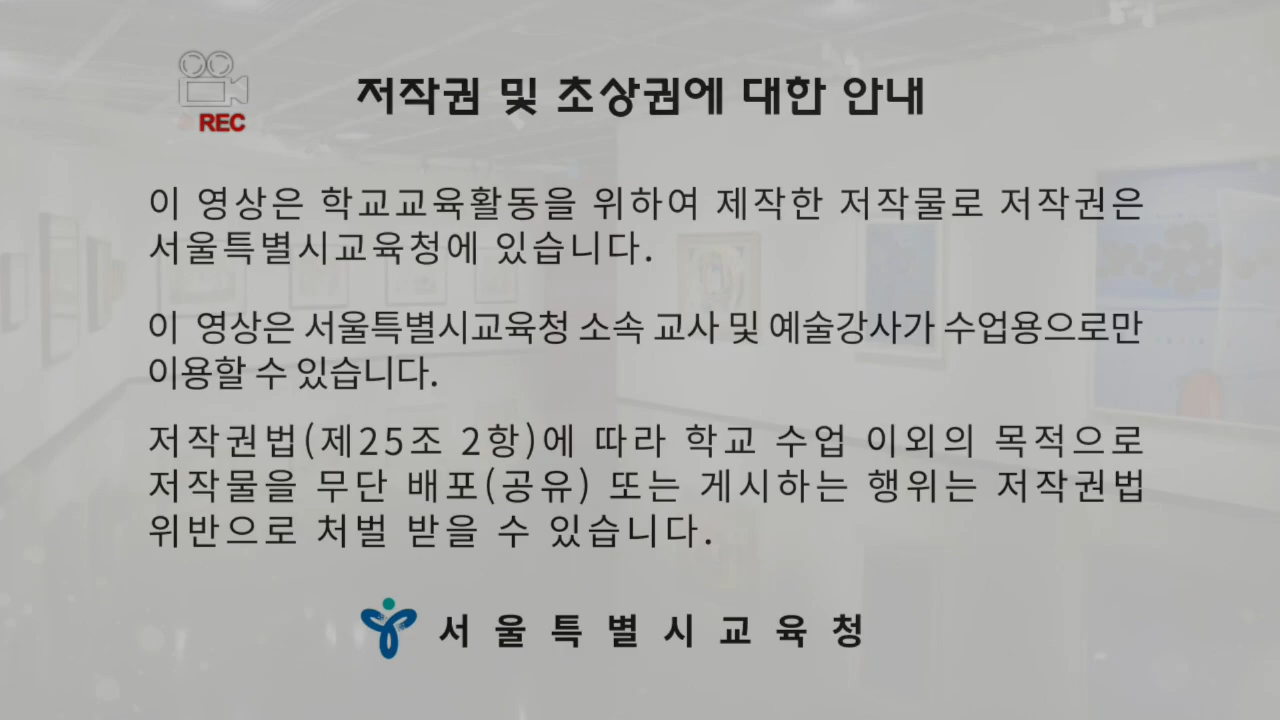 저작권 및 초상권에 대한 안내
REC
이 영상은 학교교육활동을 위하여 제작한 저작물로 저작권은
서울특별시교육청에 있습니다.
이 영상은 서울특별시교육청 소속 교사 및 예술강사가 수업용으로만
이용할 수 있습니다.
저작권법(제25조 2항)에 따라 학교 수업 이외의 목적으로
저작물을 무단 배포(공유) 또는 게시하는 행위는 저작권법
위반으로 처벌 받을 수 있습니다.
서울특별시교육청